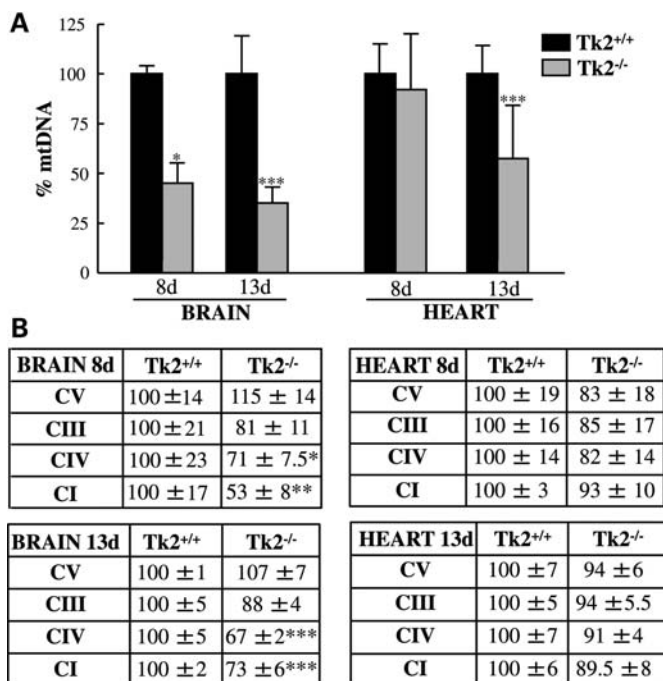 A
125
100
75
50
25
0
% mtDNA
Tk2+/+
Tk2-/-
*
***
***
8d 13d 8d 13d
BRAIN HEART
B
BRAIN 8d Tk2+/+ Tk2-/-
CV 100 ±14 115 ± 14
CIII 100 ±21 81 ± 11
CIV 100 ±23 71 ± 7.5*
CI 100 ±17 53 ± 8**
HEART 8d Tk2+/+ Tk2-/-
CV 100 ± 19 83 ± 18
CIII 100 ± 16 85 ± 17
CIV 100 ± 14 82 ± 14
CI 100 ± 3 93 ± 10
BRAIN 13d Tk2+/+ Tk2-/-
CV 100 ±1 107 ±7
CIII 100 ±5 88 ±4
CIV 100 ±5 67 ±2***
CI 100 ±2 73 ±6***
HEART 13d Tk2+/+ Tk2-/-
CV 100 ±7 94 ±6
CIII 100 ±5 94 ±5.5
CIV 100 ±7 91 ±4
CI 100 ±6 89.5 ±8